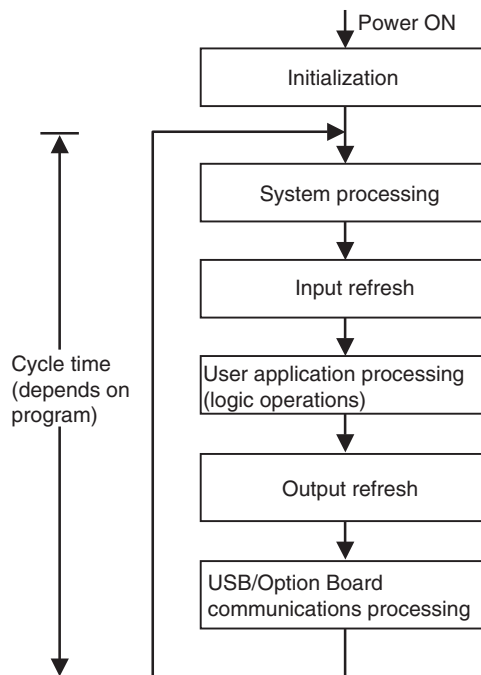 Power ON
Initialization
System processing
Input refresh
Cycle time
(depends on
program)
User application processing
(logic operations)
Output refresh
USB/Option Board
communications processing